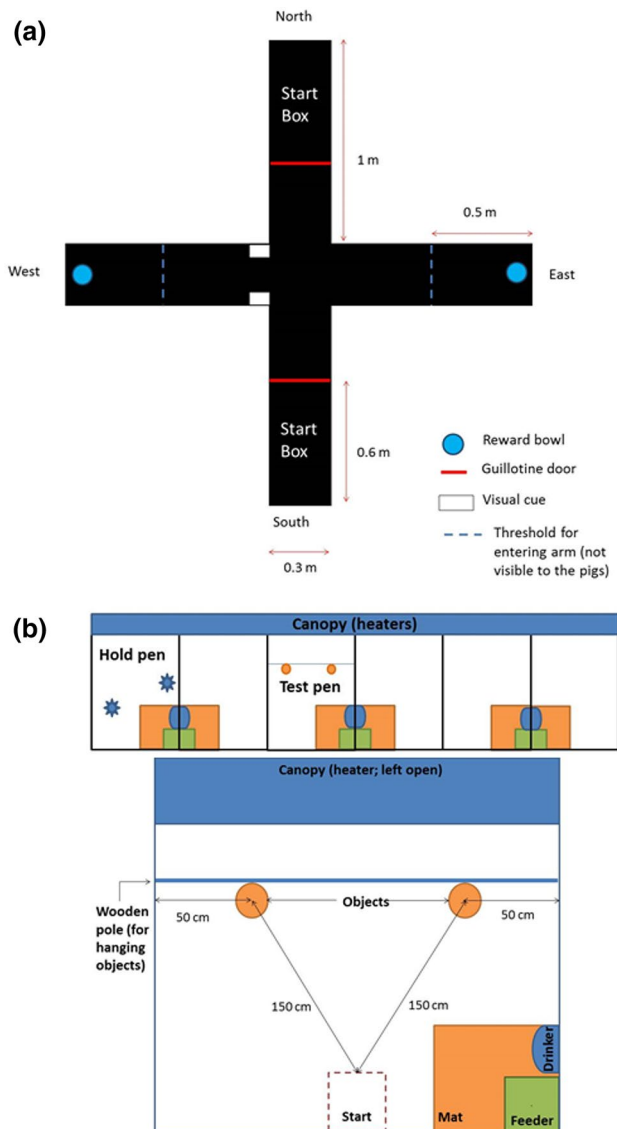 (a)
North
Start
Box
1 m
0.5 m
West
East
Start
Box
0.6 m
South
0.3 m
Reward bowl
Guillotine door
Visual cue
Threshold for
entering arm (not
visible to the pigs)
(b)
Canopy (heaters)
Hold pen
Test pen
Canopy (heater; left open)
Wooden
pole (for
hanging
objects)
50 cm
Objects
50 cm
150 cm
150 cm
Start
Mat
Drinker
Feeder